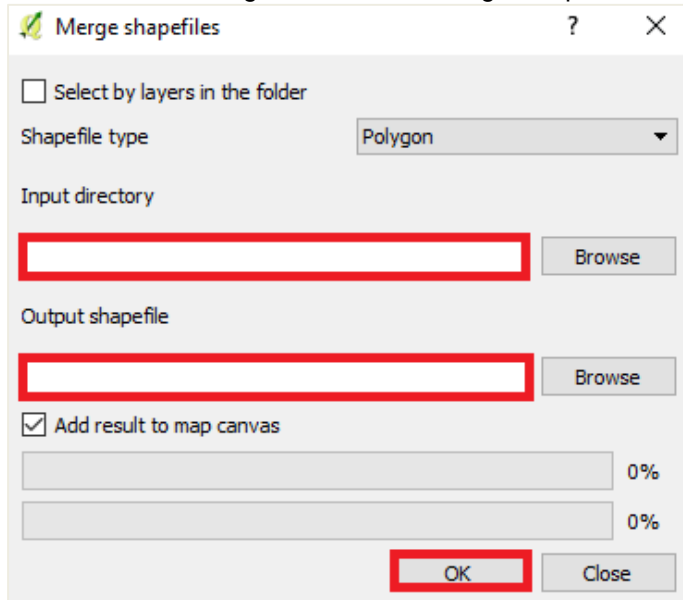 Merge shapefiles ?
Select by layers in the folder
Shapefile type Polygon
Input directory
Browse
Output shapefile
Browse
Add result to map canvas
0%
0%
OK Close